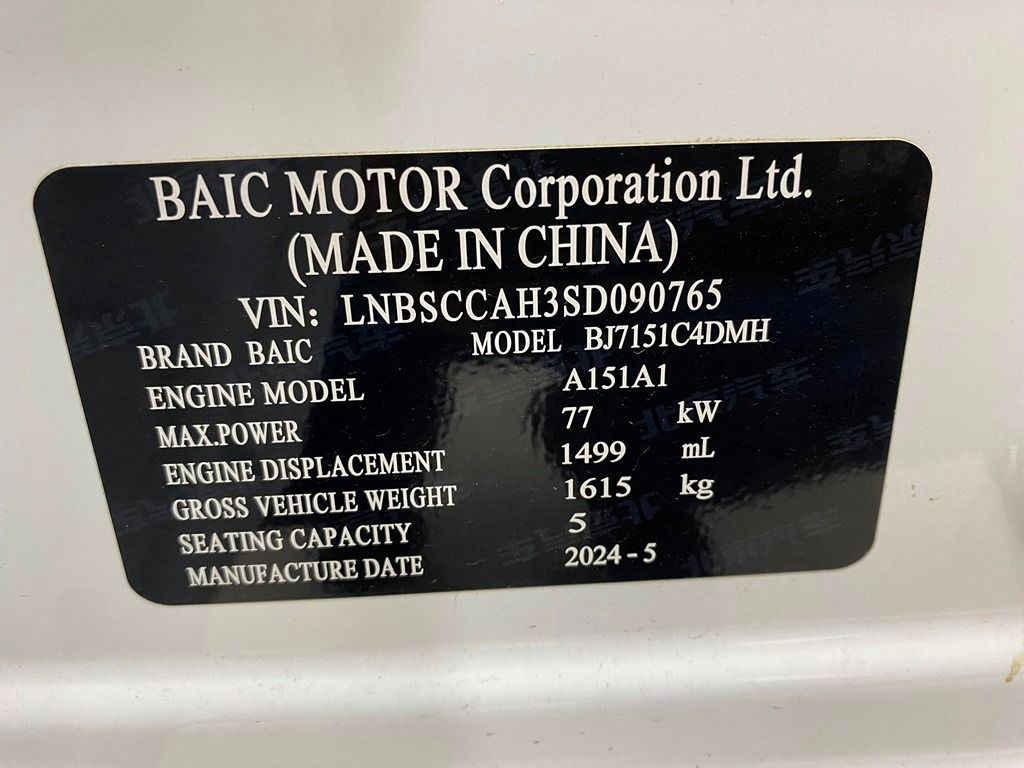 BAIC MOTOR Corporation Ltd.
(MADE IN CHINA)
VIN: LNBSCCAH3SD090765
BRAND BAIC MODEL BJ7151C4DMH
ENGINE MODEL A151A1
MAX.POWER 77 kW
ENGINE DISPLACEMENT 1499 mL
GROSS VEHICLE WEIGHT 1615 kg
SEATING CAPACITY 5
MANUFACTURE DATE 2024-5